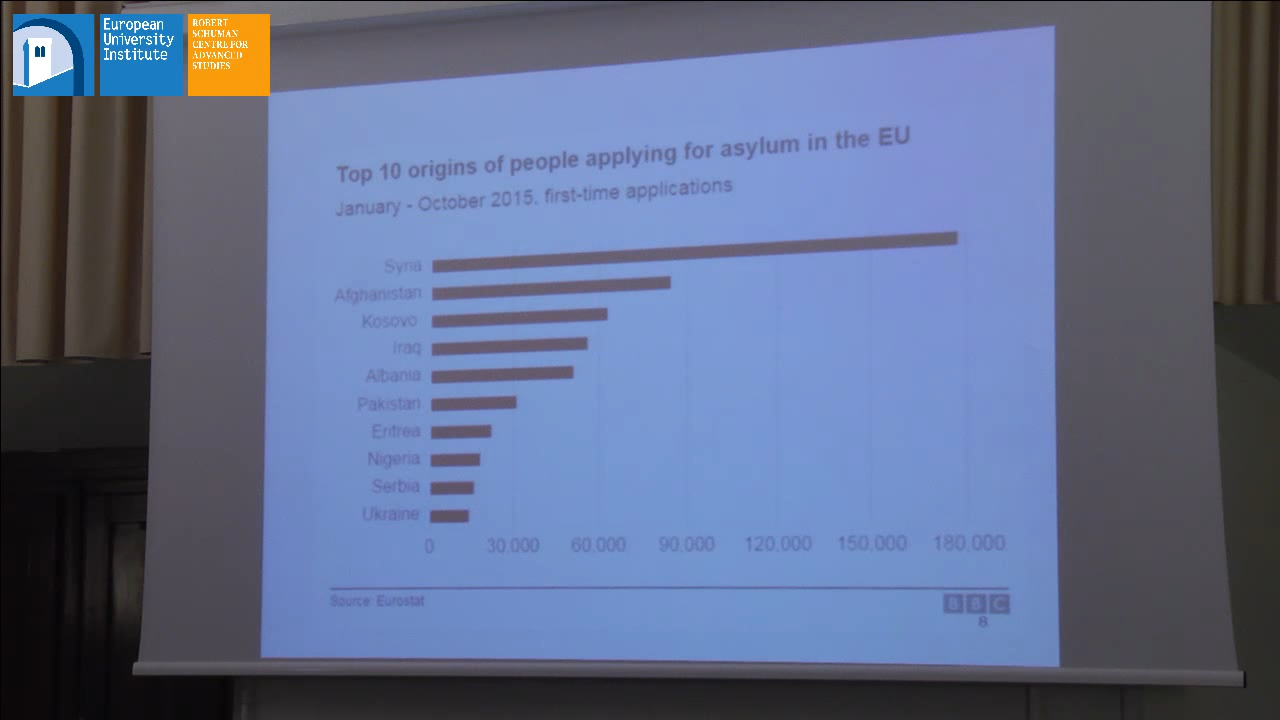 European
University
Institute
ROBERT
SCHUMAN
CENTRE FOR
ADVANCED
STUDIES
Top 10 origins of people applying for asylum in the EU
January - October 2015, first-time applications
Syria
Afghanistan
Kosovo
Iraq
Albania
Pakistan
Eritrea
Nigeria
Serbia
Ukraine
0 30,000 60,000 90,000 120,000 150,000 180,000
Source: Eurostat
BBC
8